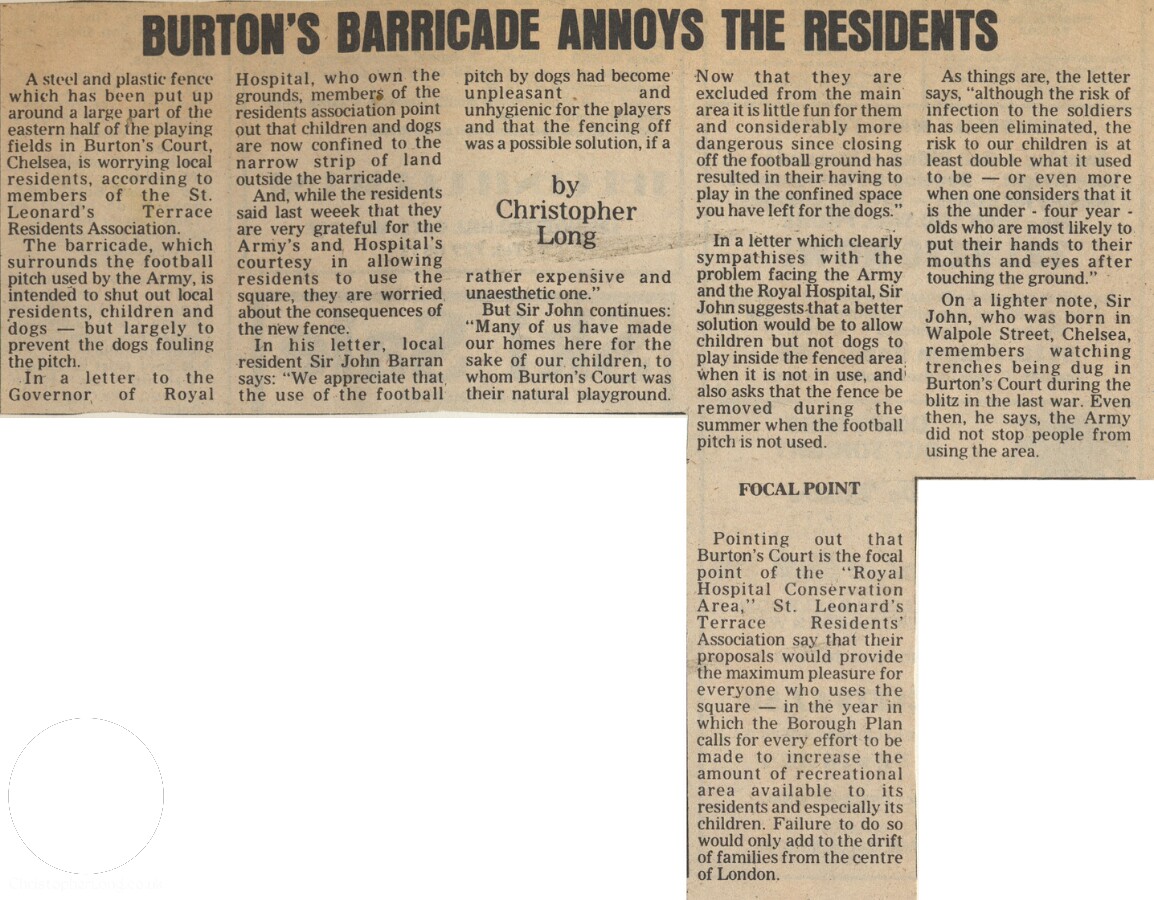 BURTON'S BARRICADE ANNOYS THE RESIDENTS
A steel and plastic fence
which has been put up
around a large part of the
eastern half of the playing
fields in Burton's Court,
Chelsea, is worrying local
residents, according to
members of the St.
Leonard's Terrace
Residents Association.
The barricade, which
surrounds the football
pitch used by the Army, is
intended to shut out local
residents, children and
dogs — but largely to
prevent the dogs fouling
the pitch.
In a letter to the
Governor of Royal
Hospital, who own the
grounds, members of the
residents association point
out that children and dogs
are now confined to the
narrow strip of land
outside the barricade.
And, while the residents
said last weeek that they
are very grateful for the
Army's and Hospital's
courtesy in allowing
residents to use the
square, they are worried
about the consequences of
the new fence.
In his letter, local
resident Sir John Barran
says: "We appreciate that
the use of the football
pitch by dogs had become
unpleasant and
unhygienic for the players
and that the fencing off
was a possible solution, if a
by
Christopher
Long
rather expensive and
unaesthetic one."
But Sir John continues:
"Many of us have made
our homes here for the
sake of our children, to
whom Burton's Court was
their natural playground.
Now that they are
excluded from the main
area it is little fun for them
and considerably more
dangerous since closing
off the football ground has
resulted in their having to
play in the confined space
you have left for the dogs."
In a letter which clearly
sympathises with the
problem facing the Army
and the Royal Hospital, Sir
John suggests that a better
solution would be to allow
children but not dogs to
play inside the fenced area
when it is not in use, and
also asks that the fence be
removed during the
summer when the football
pitch is not used.
FOCAL POINT
Pointing out that
Burton's Court is the focal
point of the "Royal
Hospital Conservation
Area," St. Leonard's
Terrace Residents'
Association say that their
proposals would provide
the maximum pleasure for
everyone who uses the
square — in the year in
which the Borough Plan
calls for every effort to be
made to increase the
amount of recreational
area available to its
residents and especially its
children. Failure to do so
would only add to the drift
of families from the centre
of London.
As things are, the letter
says, "although the risk of
infection to the soldiers
has been eliminated, the
risk to our children is at
least double what it used
to be — or even more
when one considers that it
is the under - four year -
olds who are most likely to
put their hands to their
mouths and eyes after
touching the ground."
On a lighter note, Sir
John, who was born in
Walpole Street, Chelsea,
remembers watching
trenches being dug in
Burton's Court during the
blitz in the last war. Even
then, he says, the Army
did not stop people from
using the area.